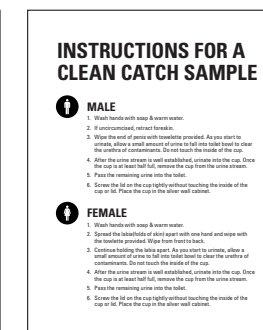 INSTRUCTIONS FOR A
CLEAN CATCH SAMPLE
MALE
1. Wash hands with soap & warm water.
2. If uncircumcised, retract foreskin.
3. Wipe the end of penis with towelette provided. As you start to
urinate, allow a small amount of urine to fall into toilet bowl to clear
the urethra of contaminants. Do not touch the inside of the cup.
4. After the urine stream is well established, urinate into the cup. Once
the cup is at least half full, remove the cup from the urine stream.
5. Pass the remaining urine into the toilet.
6. Screw the lid on the cup tightly without touching the inside of the
cup or lid. Place the cup in the silver wall cabinet.
FEMALE
1. Wash hands with soap & warm water.
2. Spread the labia(folds of skin) apart with one hand and wipe with
the towelette provided. Wipe from front to back.
3. Continue holding the labia apart. As you start to urinate, allow a
small amount of urine to fall into toilet bowl to clear the urethra of
contaminants. Do not touch the inside of the cup.
4. After the urine stream is well established, urinate into the cup. Once
the cup is at least half full, remove the cup from the urine stream.
5. Pass the remaining urine into the toilet.
6. Screw the lid on the cup tightly without touching the inside of the
cup or lid. Place the cup in the silver wall cabinet.